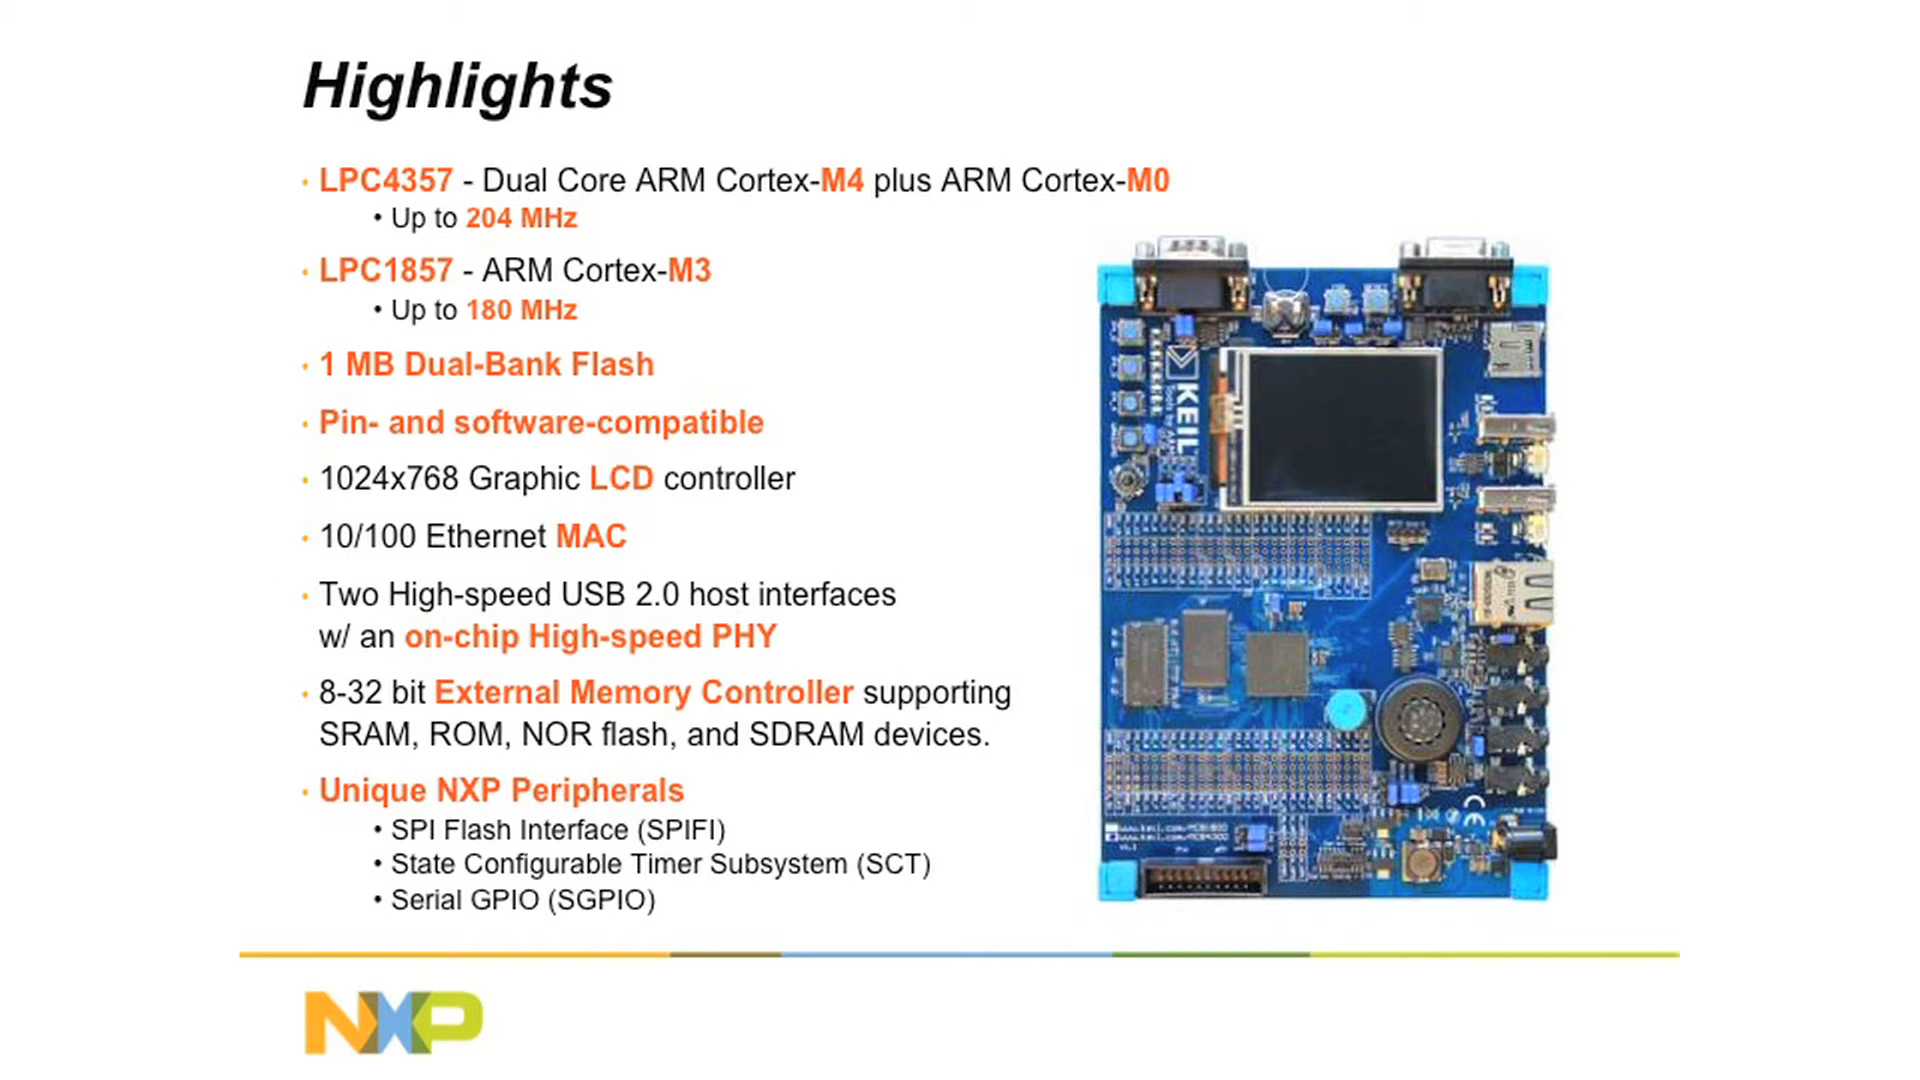 Highlights
• LPC4357 - Dual Core ARM Cortex-M4 plus ARM Cortex-M0
• Up to 204 MHz
• LPC1857 - ARM Cortex-M3
• Up to 180 MHz
• 1 MB Dual-Bank Flash
• Pin- and software-compatible
• 1024x768 Graphic LCD controller
• 10/100 Ethernet MAC
• Two High-speed USB 2.0 host interfaces
w/ an on-chip High-speed PHY
• 8-32 bit External Memory Controller supporting
SRAM, ROM, NOR flash, and SDRAM devices.
• Unique NXP Peripherals
• SPI Flash Interface (SPIFI)
• State Configurable Timer Subsystem (SCT)
• Serial GPIO (SGPIO)
KEIL
CE
NXP